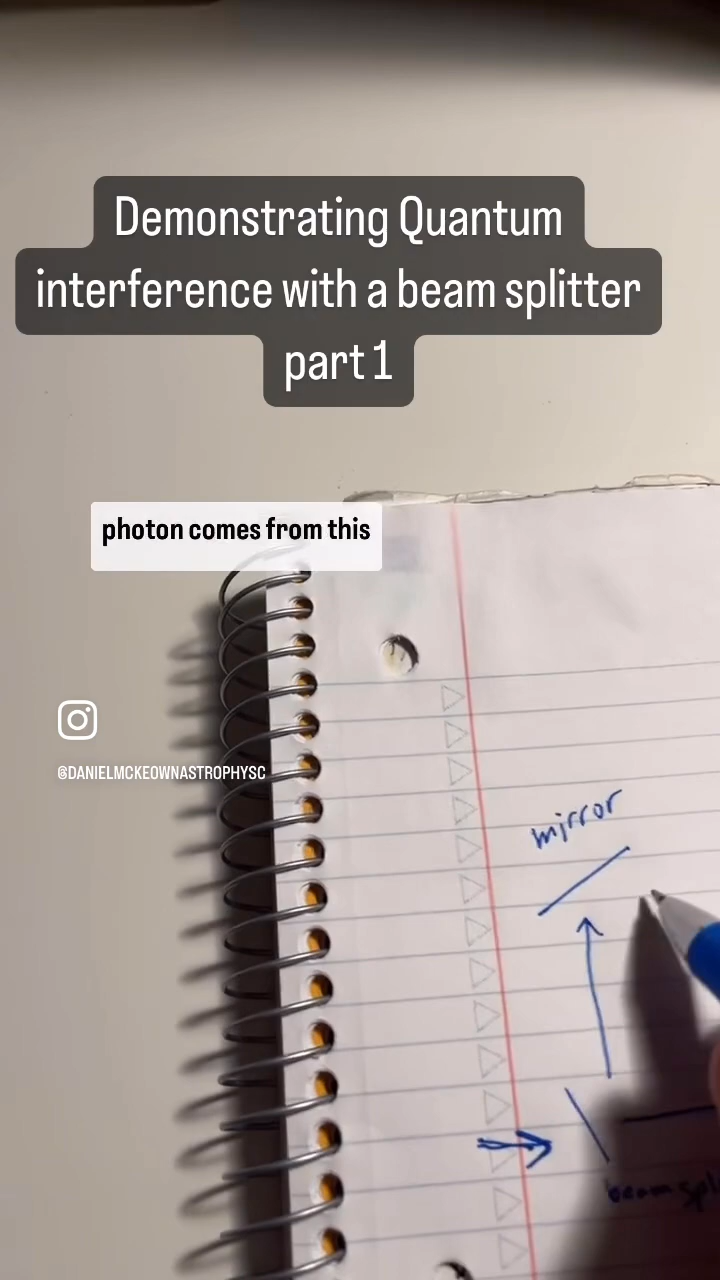 Demonstrating Quantum
interference with a beam splitter
part 1
photon comes from this
@DANIELMCKEOWNASTROPHYSC
mirror